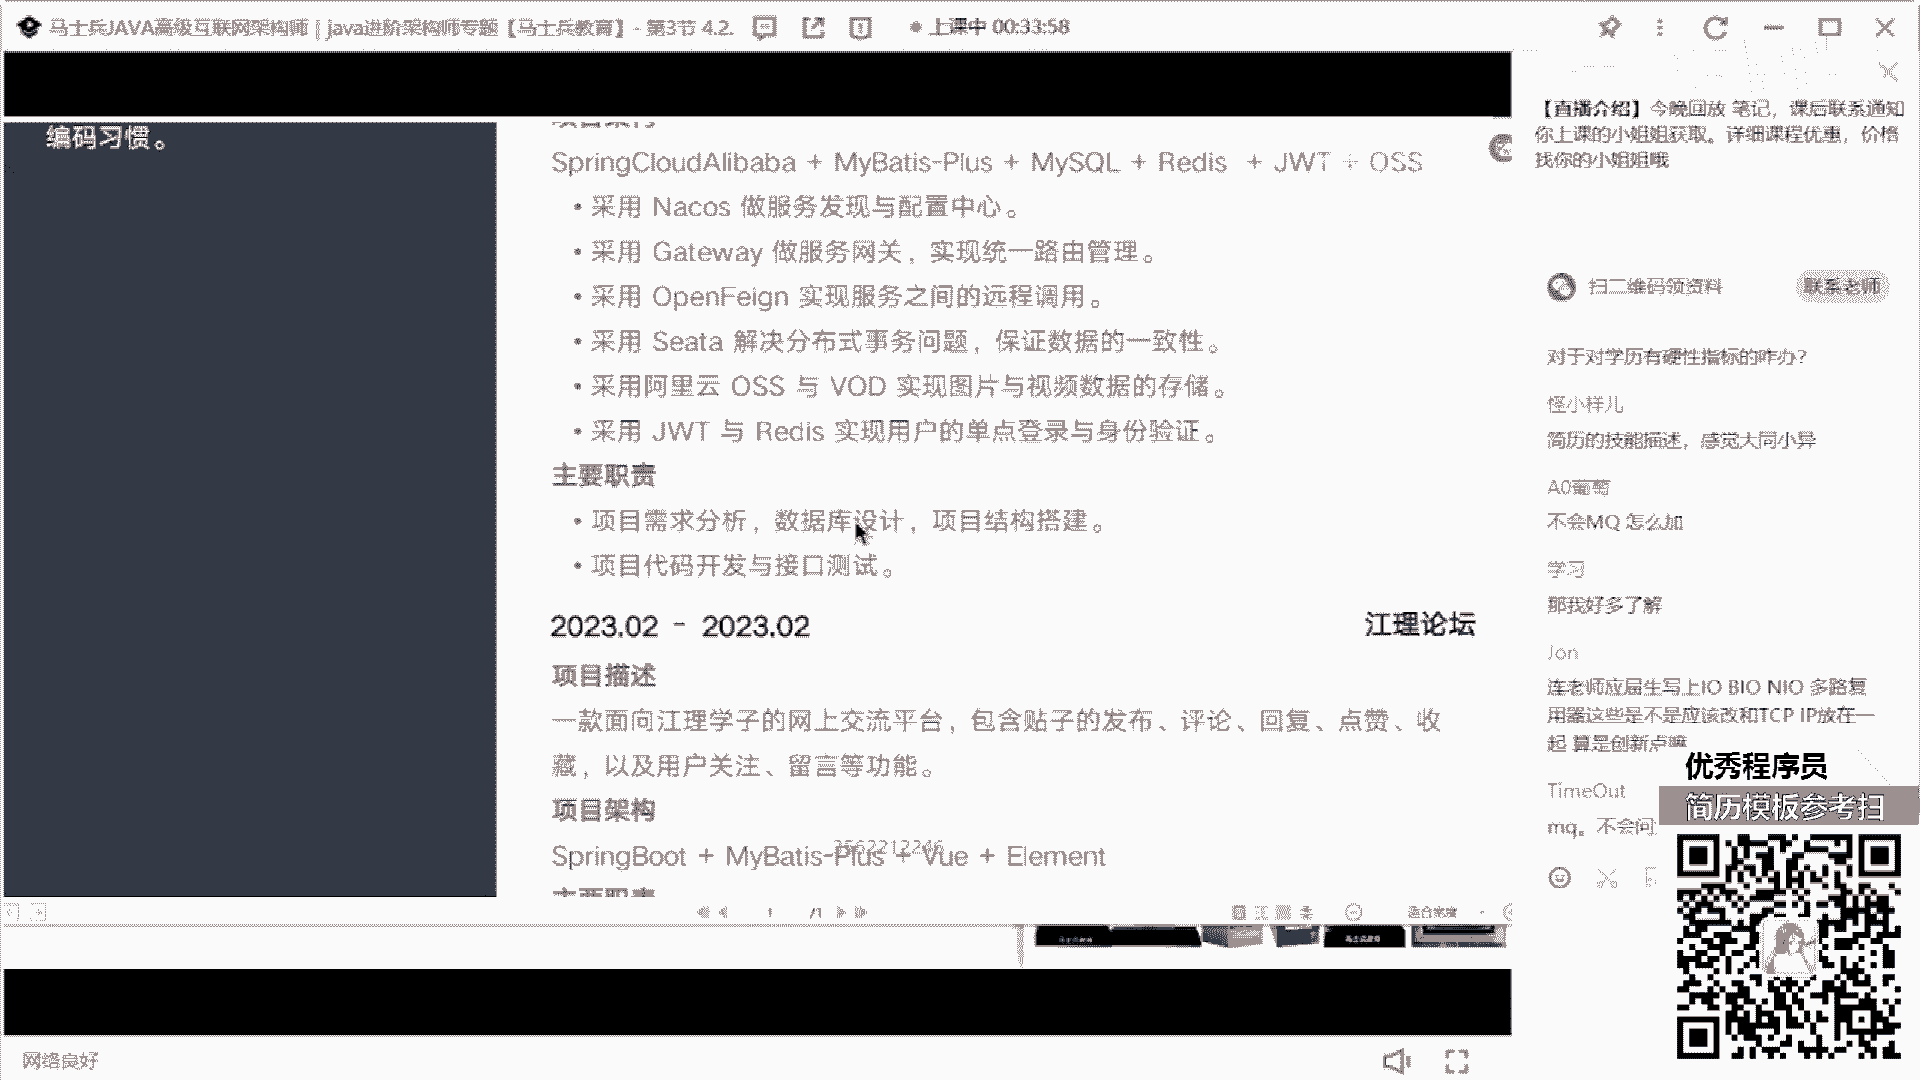 马士兵JAVA高级互联网架构师 | java进阶架构师专题【马士兵教育】- 第3节 4.2.
上课中 00:33:58
编码习惯。
SpringCloudAlibaba + MyBatis-Plus + MySQL + Redis + JWT + OSS
• 采用 Nacos 做服务发现与配置中心。
• 采用 Gateway 做服务网关，实现统一路由管理。
• 采用 OpenFeign 实现服务之间的远程调用。
• 采用 Seata 解决分布式事务问题，保证数据的一致性。
• 采用阿里云 OSS 与 VOD 实现图片与视频数据的存储。
• 采用 JWT 与 Redis 实现用户的单点登录与身份验证。
主要职责
• 项目需求分析，数据库设计，项目结构搭建。
• 项目代码开发与接口测试。
2023.02 - 2023.02 江理论坛
项目描述
一款面向江理学子的网上交流平台，包含贴子的发布、评论、回复、点赞、收
藏，以及用户关注、留言等功能。
项目架构
SpringBoot + MyBatis-Plus + Vue + Element
3562212246
主要职责
1 /1
适合宽度
网络良好
【直播介绍】今晚回放 笔记，课后联系通知
你上课的小姐姐获取。详细课程优惠，价格
找你的小姐姐哦
扫二维码领资料 联系老师
对于对学历有硬性指标的咋办?
怪小样儿
简历的技能描述，感觉大同小异
A0葡萄
不会MQ 怎么加
学习
那我好多了解
Jon
连老师应届生写上IO BIO NIO 多路复
用器这些是不是应该改和TCP IP放在一
起 算是创新点嘛
TimeOut
mq。不会问
优秀程序员
简历模板参考扫